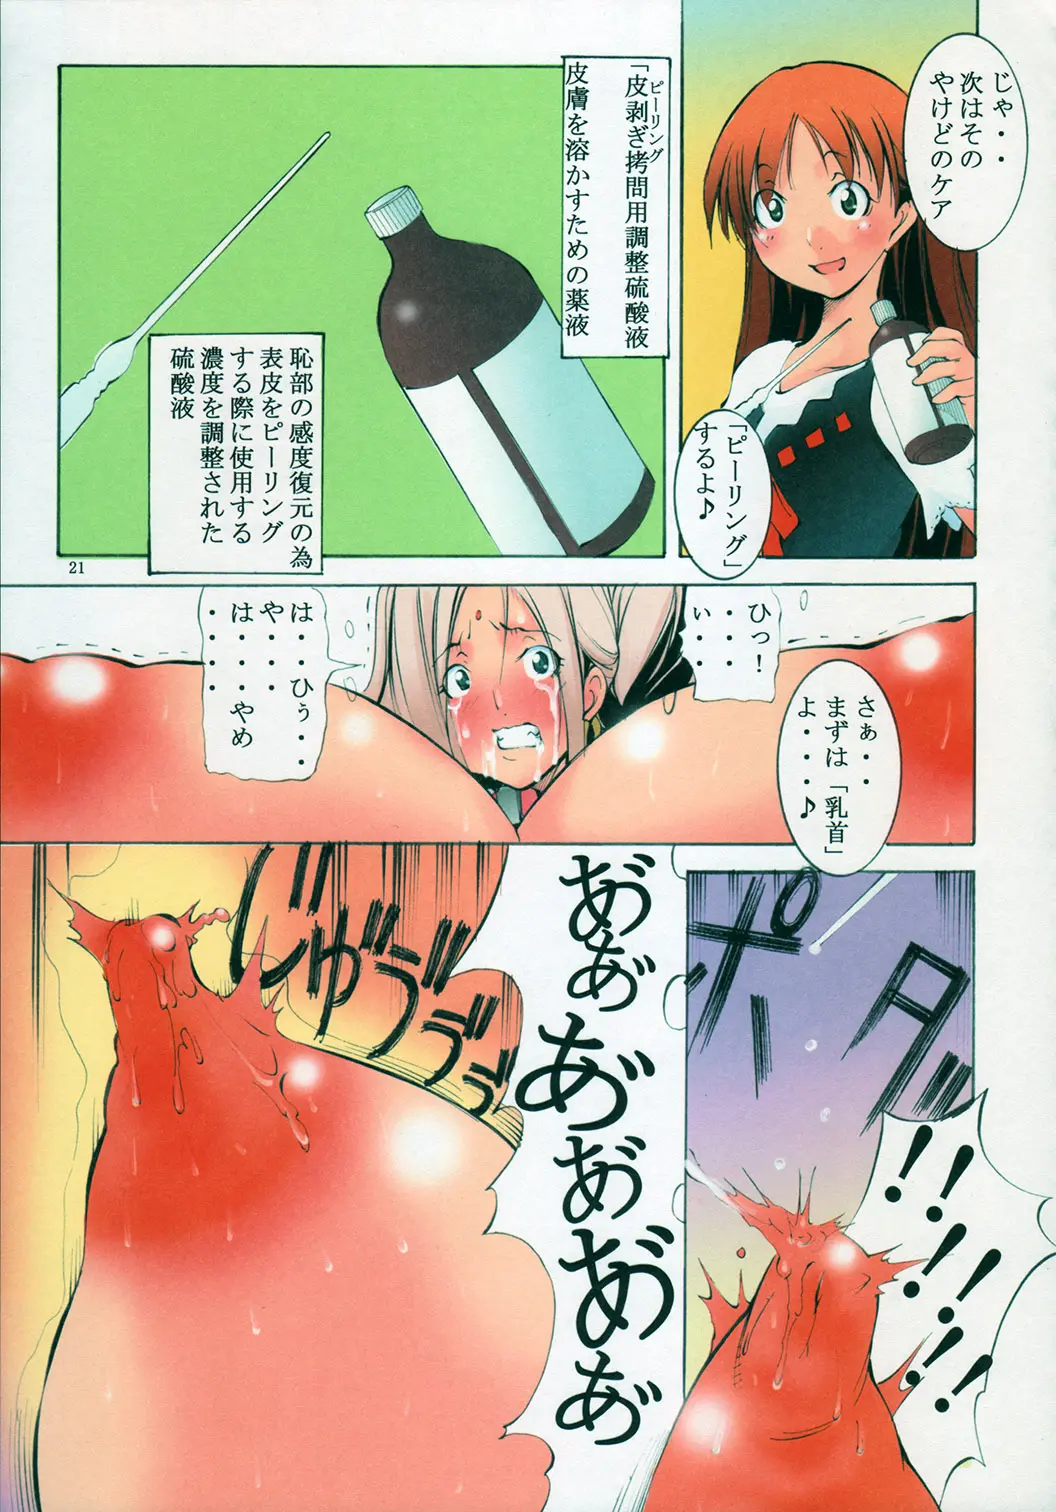 じゃ・・
次はその
やけどのケア
「ピーリング」
するよ♪
「皮剥ぎ拷問用調整硫酸液
ピーリング
皮膚を溶かすための薬液
恥部の感度復元の為
表皮をピーリング
する際に使用する
濃度を調整された
硫酸液
21
ひっ！
・・・
ぃ・・
は・・ひぅ・・
や・・・・
は・・・・やめ
・・・・
さぁ・・
まずは「乳首」
よ・・・・♪
ポタッ
!!
!!!
!!!
あ゛
あ゛
あ゛
あ゛
あ゛
あ゛
じゅう゛う゛う゛